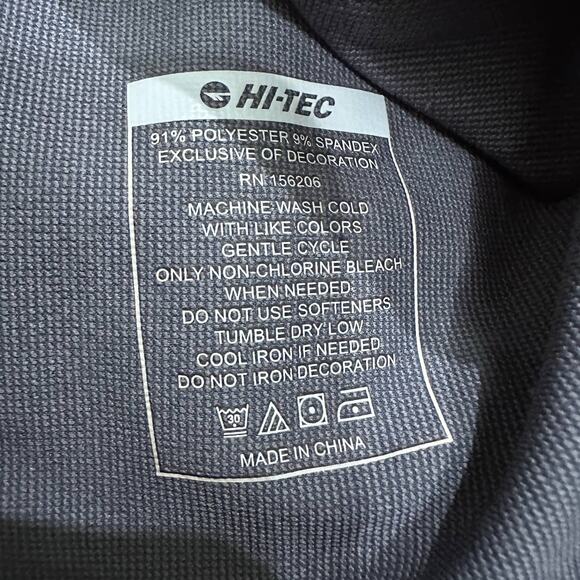 HI-TEC
91% POLYESTER 9% SPANDEX
EXCLUSIVE OF DECORATION
RN 156206
MACHINE WASH COLD
WITH LIKE COLORS
GENTLE CYCLE
ONLY NON-CHLORINE BLEACH
WHEN NEEDED
DO NOT USE SOFTENERS
TUMBLE DRY LOW
COOL IRON IF NEEDED
DO NOT IRON DECORATION
30
MADE IN CHINA